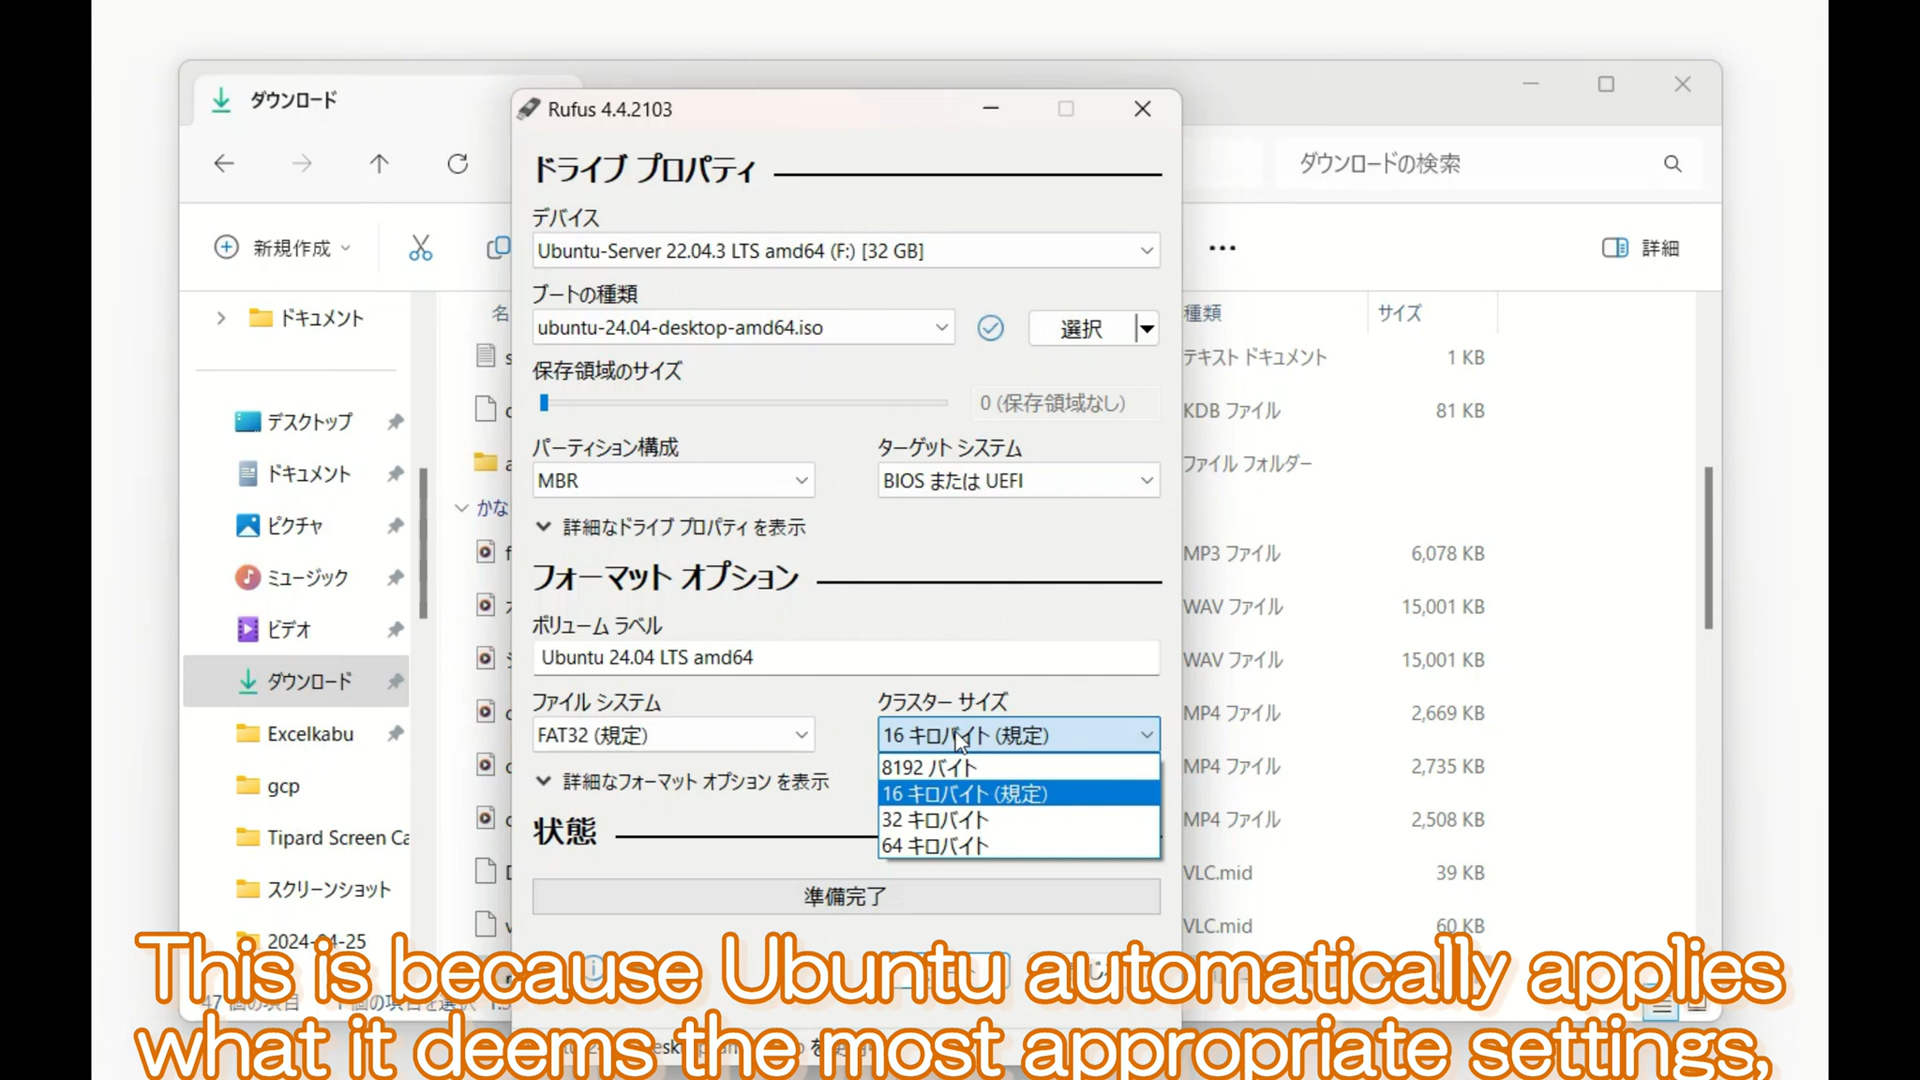 ダウンロード
Rufus 4.4.2103
ダウンロードの検索
新規作成
詳細
ドライブ プロパティ
デバイス
Ubuntu-Server 22.04.3 LTS amd64 (F:) [32 GB]
ブートの種類
ubuntu-24.04-desktop-amd64.iso
選択
保存領域のサイズ
0 (保存領域なし)
パーティション構成
ターゲット システム
MBR
BIOS または UEFI
詳細なドライブ プロパティを表示
フォーマット オプション
ボリューム ラベル
Ubuntu 24.04 LTS amd64
ファイル システム
クラスター サイズ
FAT32 (規定)
16 キロバイト (規定)
8192 バイト
16 キロバイト (規定)
32 キロバイト
64 キロバイト
詳細なフォーマット オプション を表示
状態
準備完了
ドキュメント
デスクトップ
ドキュメント
ピクチャ
ミュージック
ビデオ
ダウンロード
Excelkabu
gcp
Tipard Screen Ca
スクリーンショット
2024-04-25
名
かな
種類
サイズ
テキスト ドキュメント
1 KB
KDB ファイル
81 KB
ファイル フォルダー
MP3 ファイル
6,078 KB
WAV ファイル
15,001 KB
WAV ファイル
15,001 KB
MP4 ファイル
2,669 KB
MP4 ファイル
2,735 KB
MP4 ファイル
2,508 KB
VLC.mid
39 KB
VLC.mid
60 KB
47 個の項目
1 個の項目を選択
This is because Ubuntu automatically applies
what it deems the most appropriate settings,